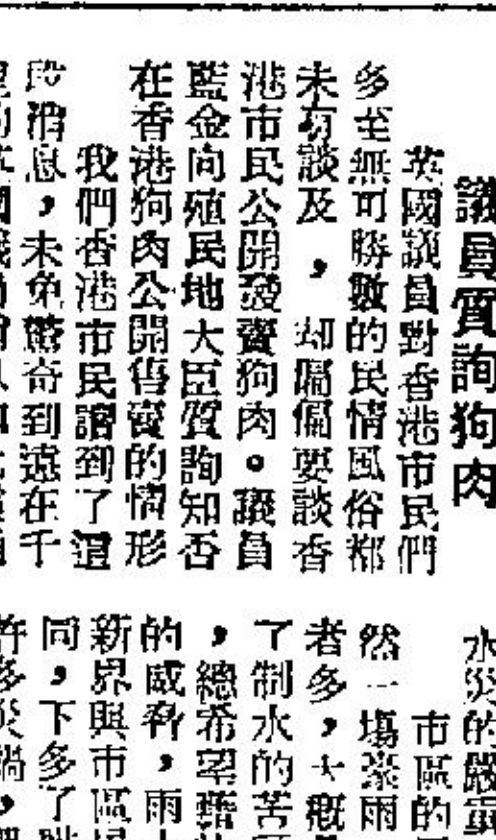 議員質詢狗肉
英國議員對香港市民們
多至無可勝數的民情風俗都
未有談及，却偏偏要談香
港市民公開發賣狗肉。議員
藍金向殖民地大臣質詢知否
在香港狗肉公開售賣的情形
我們香港市民讀到了這
段消息，未免驚奇到遠在千
水災的嚴重
市區的
然一塲豪雨
者多，大概
了制水的苦
，總希望
的威脅，雨
新界與市區
同，下多了
許多災禍，